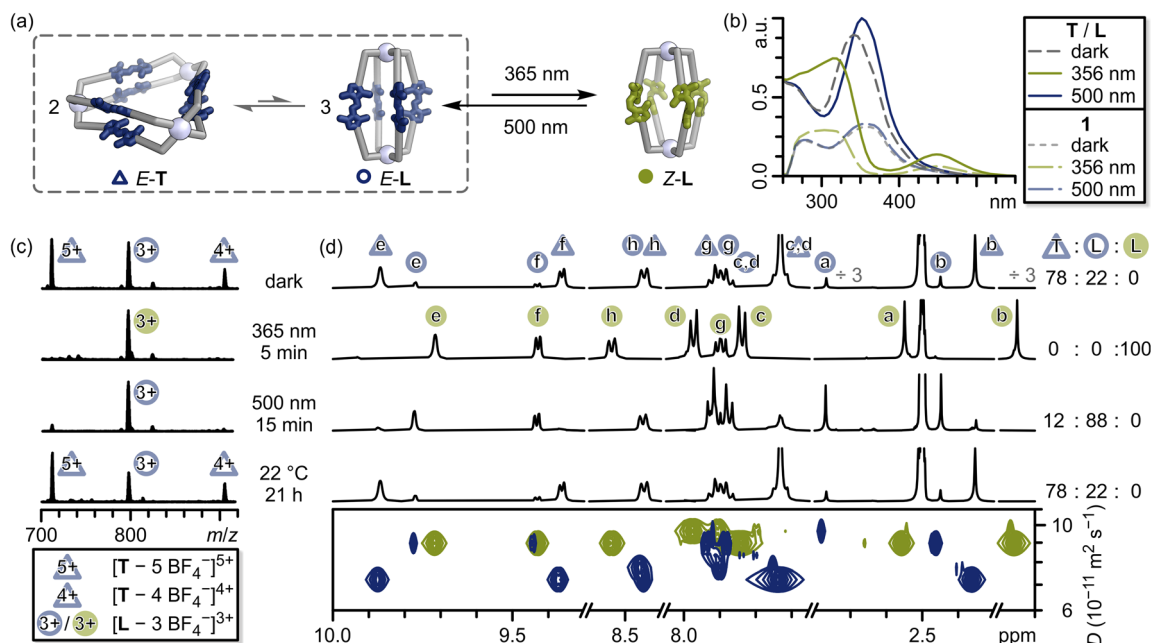 (a)
2
3
365 nm
500 nm
E-T
E-L
Z-L
(b)
a.u.
0.5
0.0
300
400
nm
T / L
dark
356 nm
500 nm
1
dark
356 nm
500 nm
(c)
5+
3+
4+
3+
3+
5+
3+
4+
700
800
m/z
dark
365 nm
5 min
500 nm
15 min
22 °C
21 h
5+
[T − 5 BF₄⁻]⁵⁺
4+
[T − 4 BF₄⁻]⁴⁺
3+ / 3+
[L − 3 BF₄⁻]³⁺
(d)
e
e
f
f
h
h
g
g
c,d
c,d
a
÷ 3
b
b
÷ 3
T : L : L
78 : 22 : 0
e
f
h
d
g
c
a
b
0 : 0 :100
12 : 88 : 0
78 : 22 : 0
10
6
D (10⁻¹¹ m² s⁻¹)
10.0
9.5
8.5
8.0
2.5
ppm